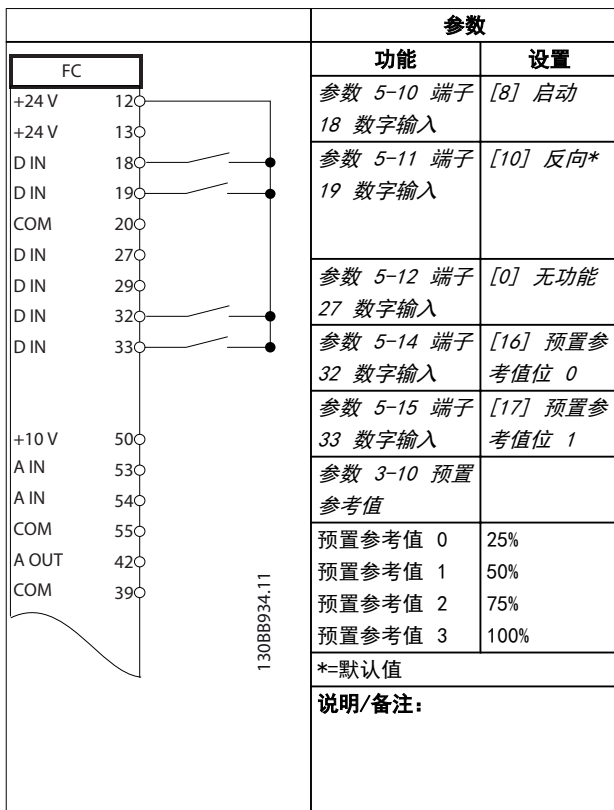 FC
+24 V 12
+24 V 13
D IN 18
D IN 19
COM 20
D IN 27
D IN 29
D IN 32
D IN 33
+10 V 50
A IN 53
A IN 54
COM 55
A OUT 42
COM 39
130BB934.11
参数
功能 设置
参数 5-10 端子 [8] 启动
18 数字输入
参数 5-11 端子 [10] 反向*
19 数字输入
参数 5-12 端子 [0] 无功能
27 数字输入
参数 5-14 端子 [16] 预置参
32 数字输入 考值位 0
参数 5-15 端子 [17] 预置参
33 数字输入 考值位 1
参数 3-10 预置
参考值
预置参考值 0 25%
预置参考值 1 50%
预置参考值 2 75%
预置参考值 3 100%
*=默认值
说明/备注：